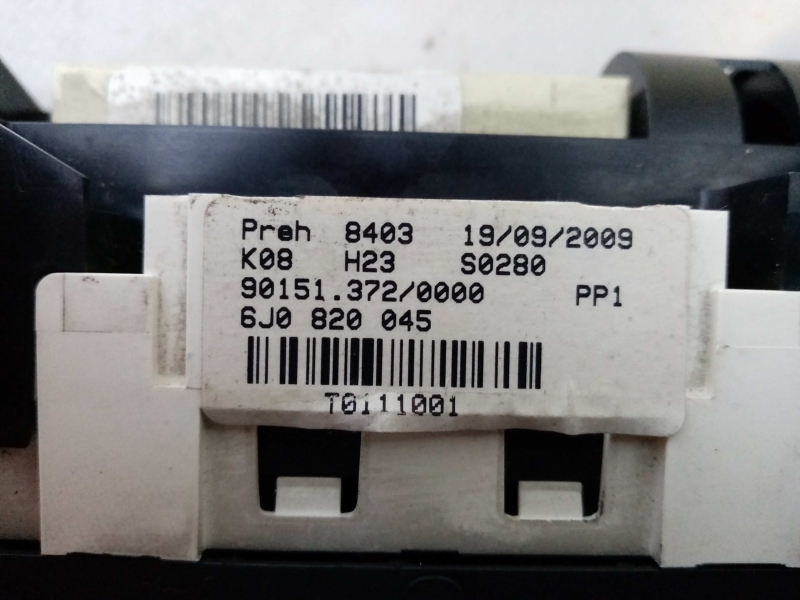 Preh 8403 19/09/2009
K08 H23 S0280
90151.372/0000 PP1
6J0 820 045
T0111001